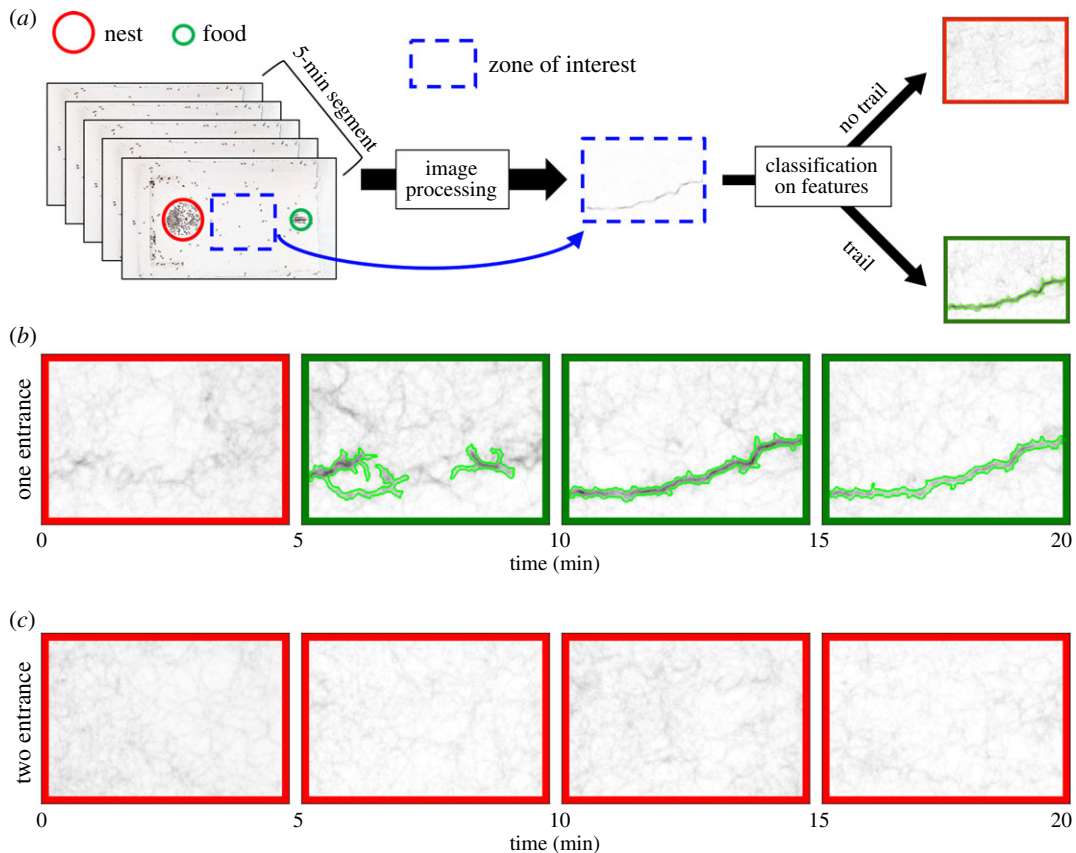 (a)
nest
food
5-min segment
zone of interest
image
processing
classification
on features
no trail
trail
(b)
one entrance
0
5
10
15
20
time (min)
(c)
two entrance
0
5
10
15
20
time (min)